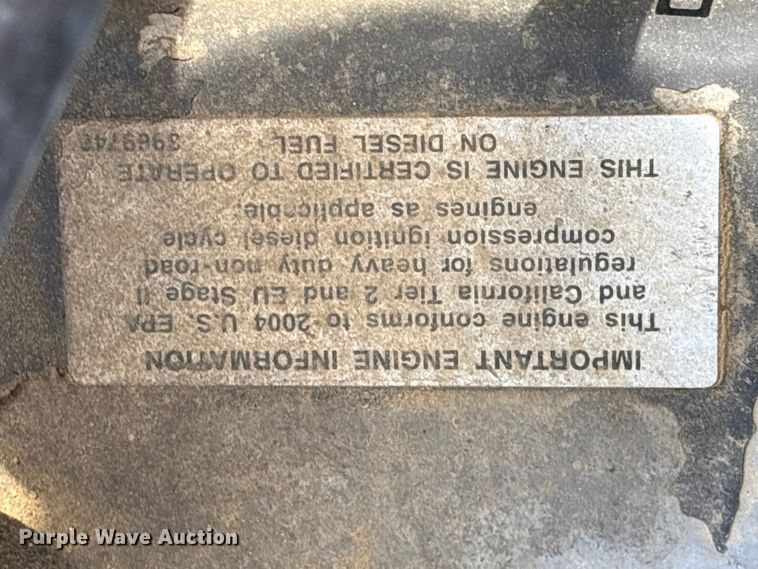 IMPORTANT ENGINE INFORMATION
This engine conforms to 2004 U.S. EPA
and California Tier 2 and EU Stage II
regulations for heavy duty non-road
compression ignition diesel cycle
engines as applicable.
THIS ENGINE IS CERTIFIED TO OPERATE
ON DIESEL FUEL
Purple Wave Auction